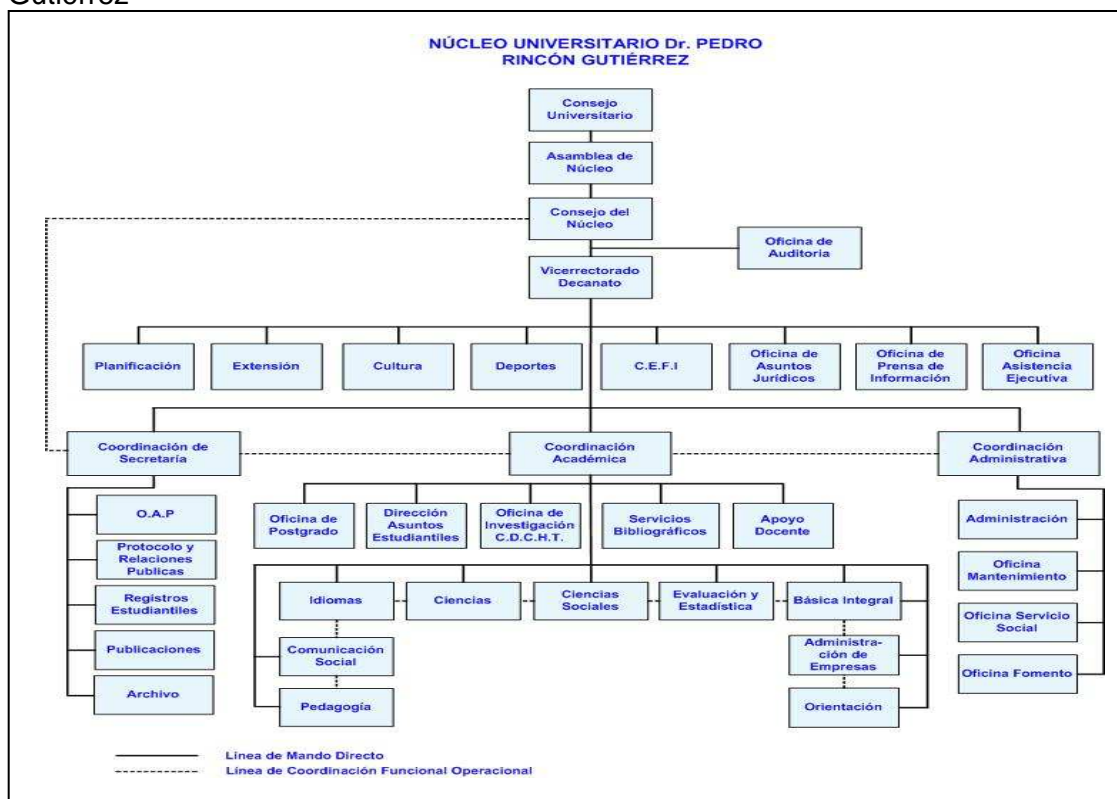 Gutiérrez
NÚCLEO UNIVERSITARIO Dr. PEDRO
RINCÓN GUTIÉRREZ
Consejo
Universitario
Asamblea de
Núcleo
Consejo del
Núcleo
Oficina de
Auditoria
Vicerrectorado
Decanato
Planificación
Extensión
Cultura
Deportes
C.E.F.I
Oficina de
Asuntos
Jurídicos
Oficina de
Prensa de
Información
Oficina
Asistencia
Ejecutiva
Coordinación de
Secretaría
Coordinación
Académica
Coordinación
Administrativa
O.A.P
Protocolo y
Relaciones
Publicas
Registros
Estudiantiles
Publicaciones
Archivo
Oficina de
Postgrado
Dirección
Asuntos
Estudiantiles
Oficina de
Investigación
C.D.C.H.T.
Servicios
Bibliográficos
Apoyo
Docente
Idiomas
Ciencias
Ciencias
Sociales
Evaluación y
Estadística
Básica Integral
Comunicación
Social
Pedagogía
Administra-
ción de
Empresas
Orientación
Administración
Oficina
Mantenimiento
Oficina Servicio
Social
Oficina Fomento
Línea de Mando Directo
Línea de Coordinación Funcional Operacional